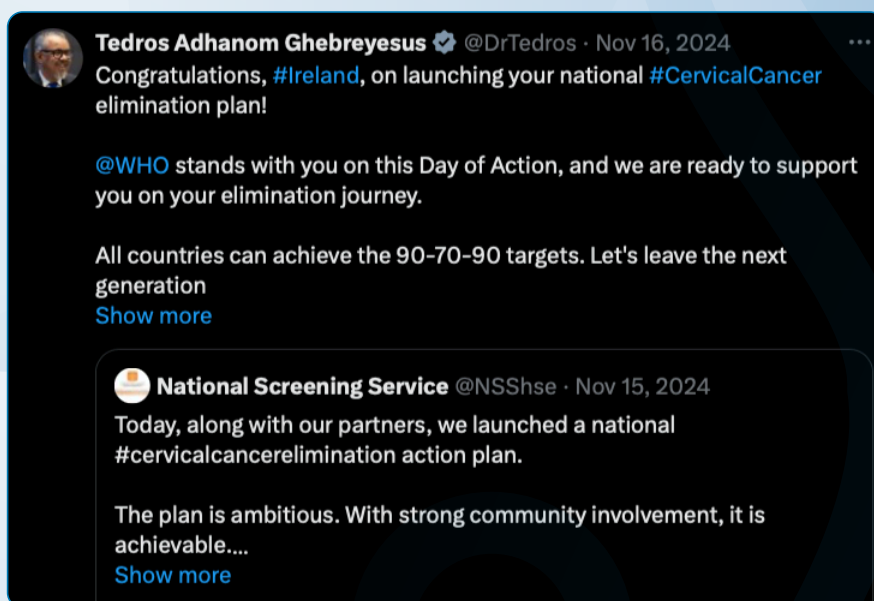 Tedros Adhanom Ghebreyesus @DrTedros · Nov 16, 2024
Congratulations, #Ireland, on launching your national #CervicalCancer
elimination plan!
@WHO stands with you on this Day of Action, and we are ready to support
you on your elimination journey.
All countries can achieve the 90-70-90 targets. Let's leave the next
generation
Show more
National Screening Service @NSShse · Nov 15, 2024
Today, along with our partners, we launched a national
#cervicalcancerelimination action plan.
The plan is ambitious. With strong community involvement, it is
achievable....
Show more